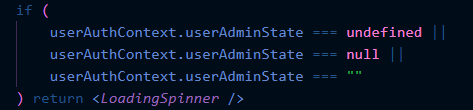 if (
userAuthContext.userAdminState === undefined ||
userAuthContext.userAdminState === null ||
userAuthContext.userAdminState === ""
) return <LoadingSpinner />